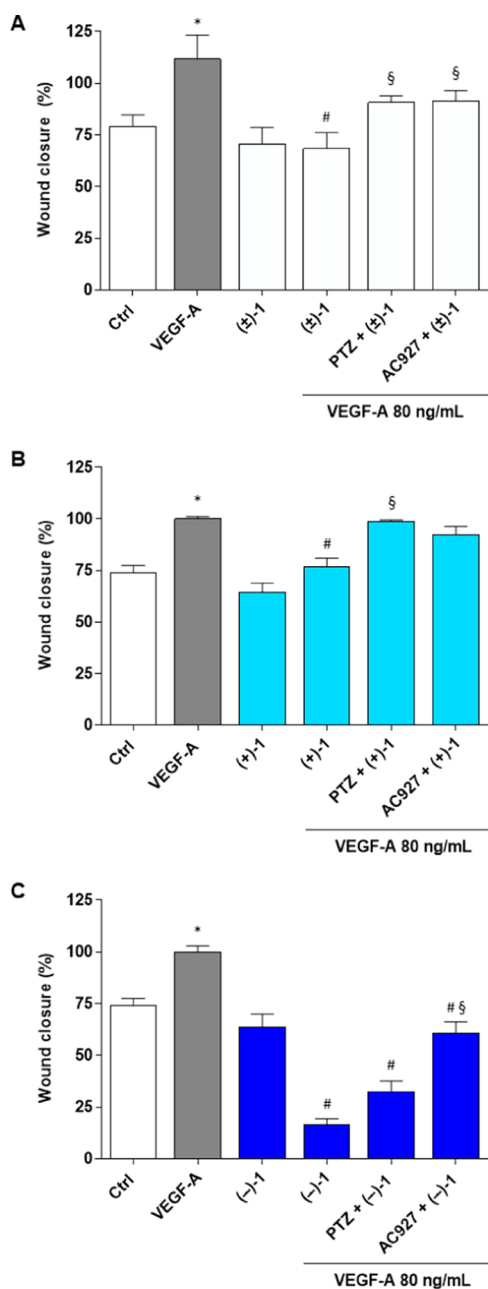 A
Wound closure (%)
125
100
75
50
25
0
*
#
§
§
Ctrl
VEGF-A
(±)-1
(±)-1
PTZ + (±)-1
AC927 + (±)-1
VEGF-A 80 ng/mL
B
Wound closure (%)
125
100
75
50
25
0
*
#
§
Ctrl
VEGF-A
(+)-1
(+)-1
PTZ + (+)-1
AC927 + (+)-1
VEGF-A 80 ng/mL
C
Wound closure (%)
125
100
75
50
25
0
*
#
#
# §
Ctrl
VEGF-A
(–)-1
(–)-1
PTZ + (–)-1
AC927 + (–)-1
VEGF-A 80 ng/mL